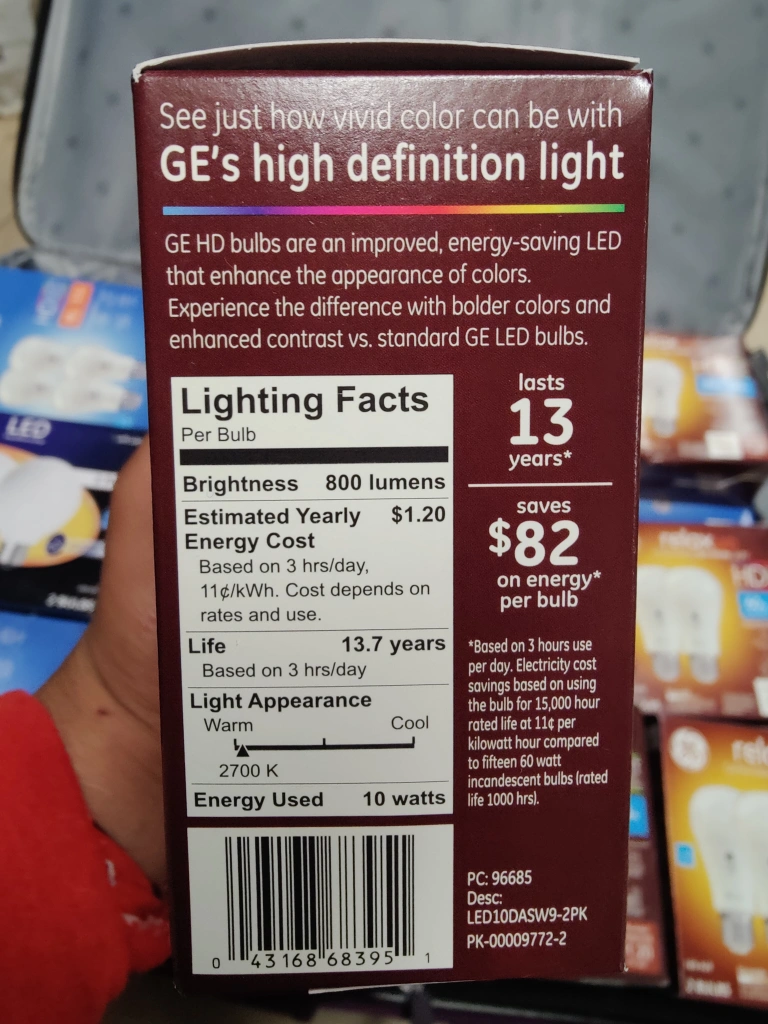 See just how vivid color can be with
GE's high definition light
GE HD bulbs are an improved, energy-saving LED
that enhance the appearance of colors.
Experience the difference with bolder colors and
enhanced contrast vs. standard GE LED bulbs.
Lighting Facts
Per Bulb
Brightness 800 lumens
Estimated Yearly $1.20
Energy Cost
Based on 3 hrs/day,
11¢/kWh. Cost depends on
rates and use.
Life 13.7 years
Based on 3 hrs/day
Light Appearance
Warm Cool
2700 K
Energy Used 10 watts
lasts
13
years*
saves
$82
on energy*
per bulb
*Based on 3 hours use
per day. Electricity cost
savings based on using
the bulb for 15,000 hour
rated life at 11¢ per
kilowatt hour compared
to fifteen 60 watt
incandescent bulbs (rated
life 1000 hrs).
PC: 96685
Desc:
LED10DASW9-2PK
PK-00009772-2
0 43168 68395 1
LED
relax
HD